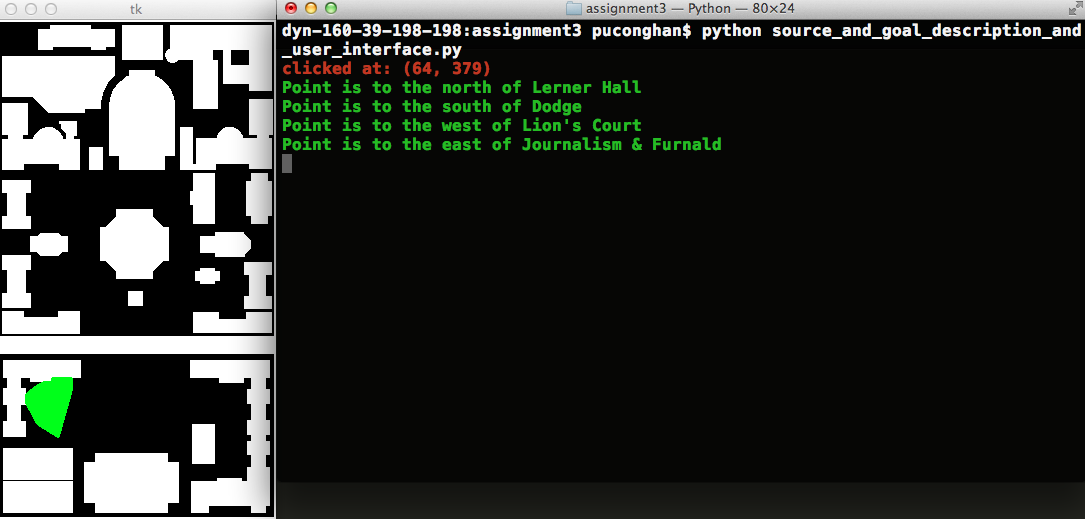 tk
assignment3 — Python — 80×24
dyn-160-39-198-198:assignment3 puconghan$ python source_and_goal_description_and
_user_interface.py
clicked at: (64, 379)
Point is to the north of Lerner Hall
Point is to the south of Dodge
Point is to the west of Lion's Court
Point is to the east of Journalism & Furnald